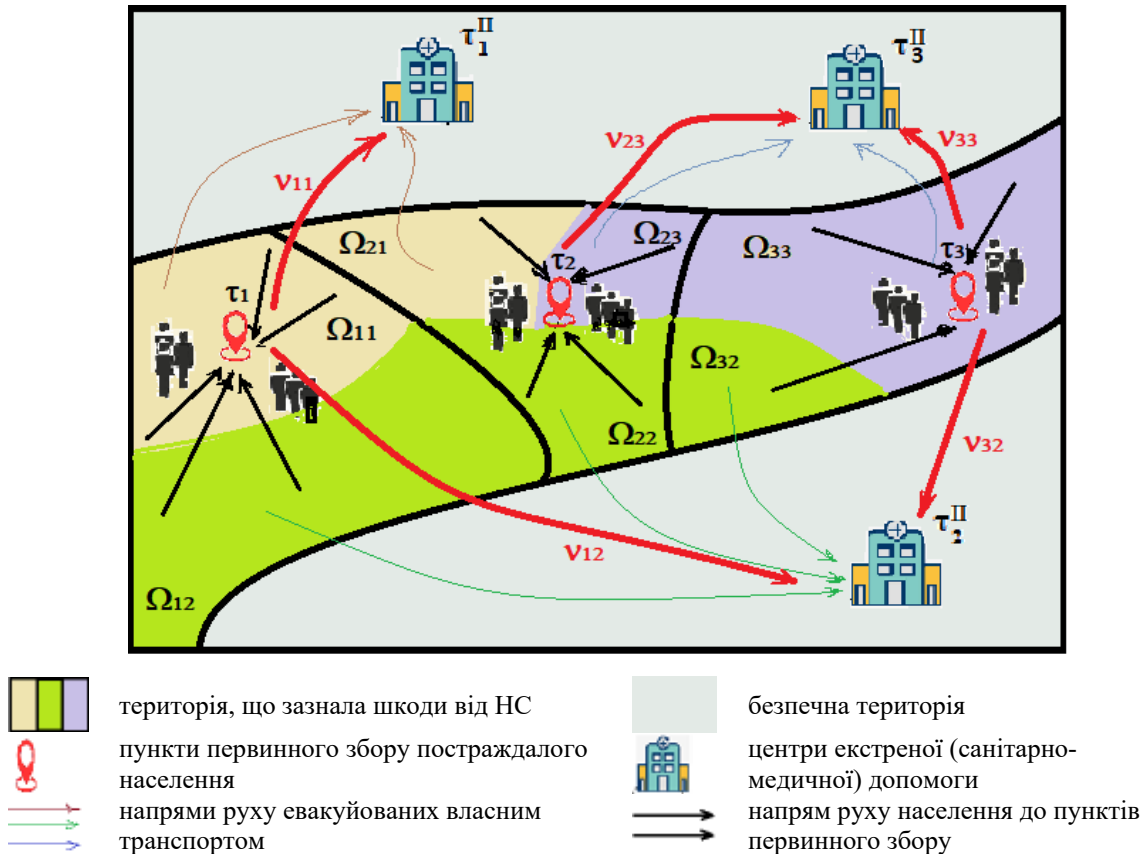 τ₁ᴵᴵ
τ₃ᴵᴵ
ν₂₃
ν₃₃
ν₁₁
Ω₂₁
Ω₂₃
Ω₃₃
τ₂
τ₃
τ₁
Ω₁₁
Ω₃₂
Ω₂₂
ν₃₂
τ₂ᴵᴵ
ν₁₂
Ω₁₂
територія, що зазнала шкоди від НС
безпечна територія
пункти первинного збору постраждалого
населення
центри екстреної (санітарно-
медичної) допомоги
напрями руху евакуйованих власним
транспортом
напрям руху населення до пунктів
первинного збору